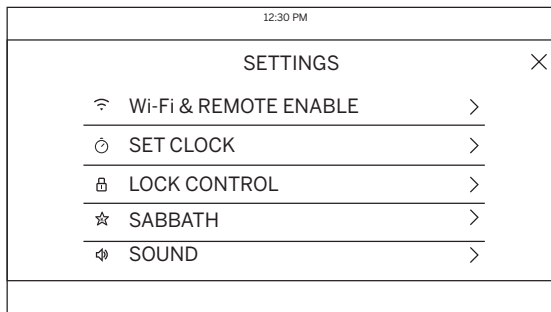 12:30 PM
SETTINGS
Wi-Fi & REMOTE ENABLE
SET CLOCK
LOCK CONTROL
SABBATH
SOUND